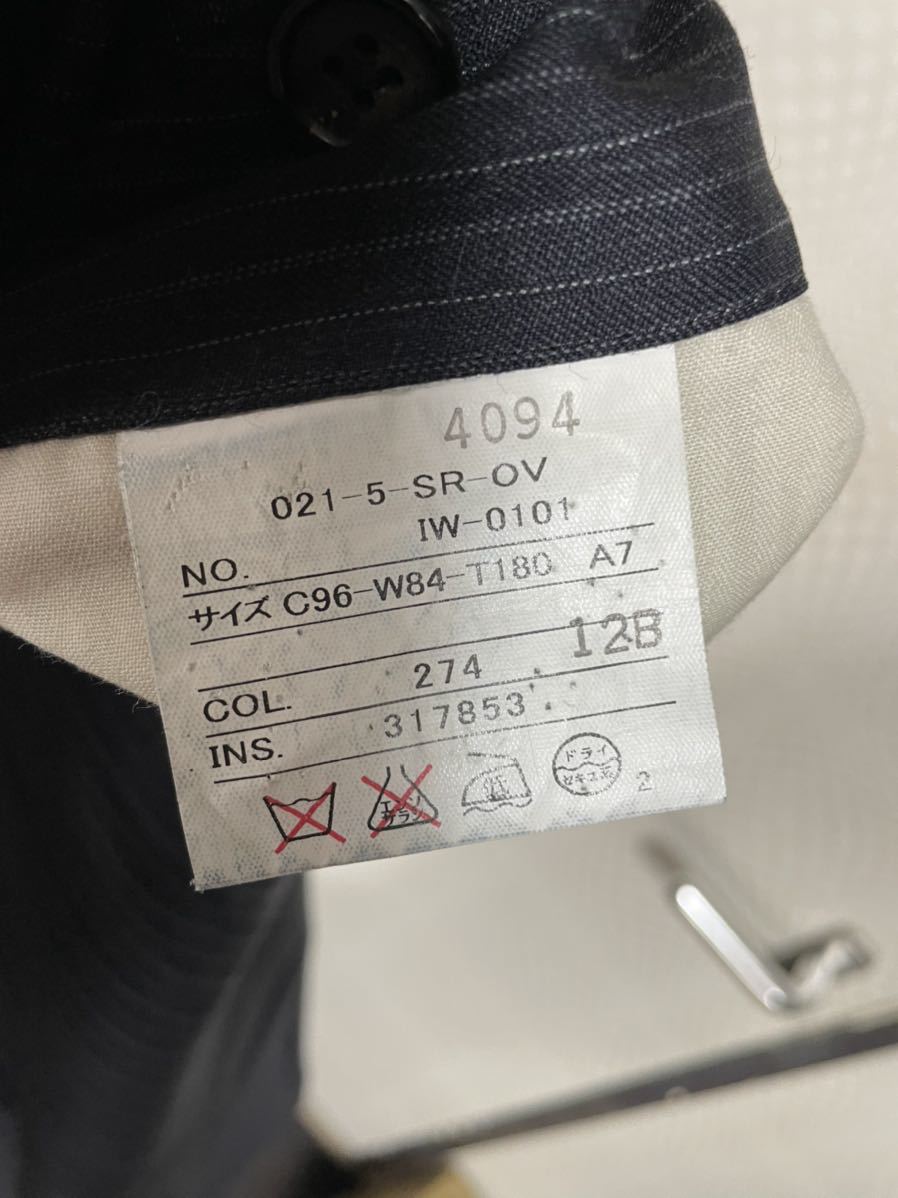 4094
021-5-SR-OV
IW-0101
NO.
サイズ C96-W84-T180 A7
12B
COL. 274
INS. 317853
エンソ
サラシ
ドライ
セキユ系
2